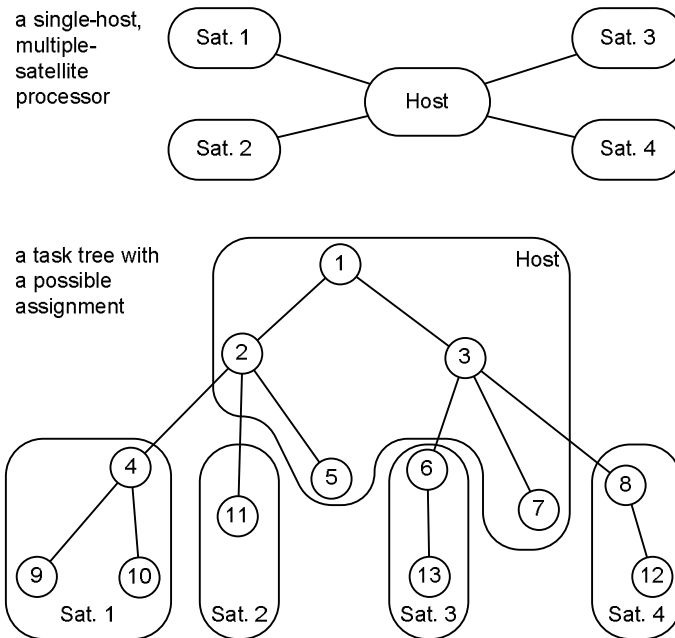 a single-host,
multiple-
satellite
processor
Sat. 1
Sat. 3
Host
Sat. 2
Sat. 4
a task tree with
a possible
assignment
Host
1
2
3
4
5
6
7
8
11
9
10
13
12
Sat. 1
Sat. 2
Sat. 3
Sat. 4